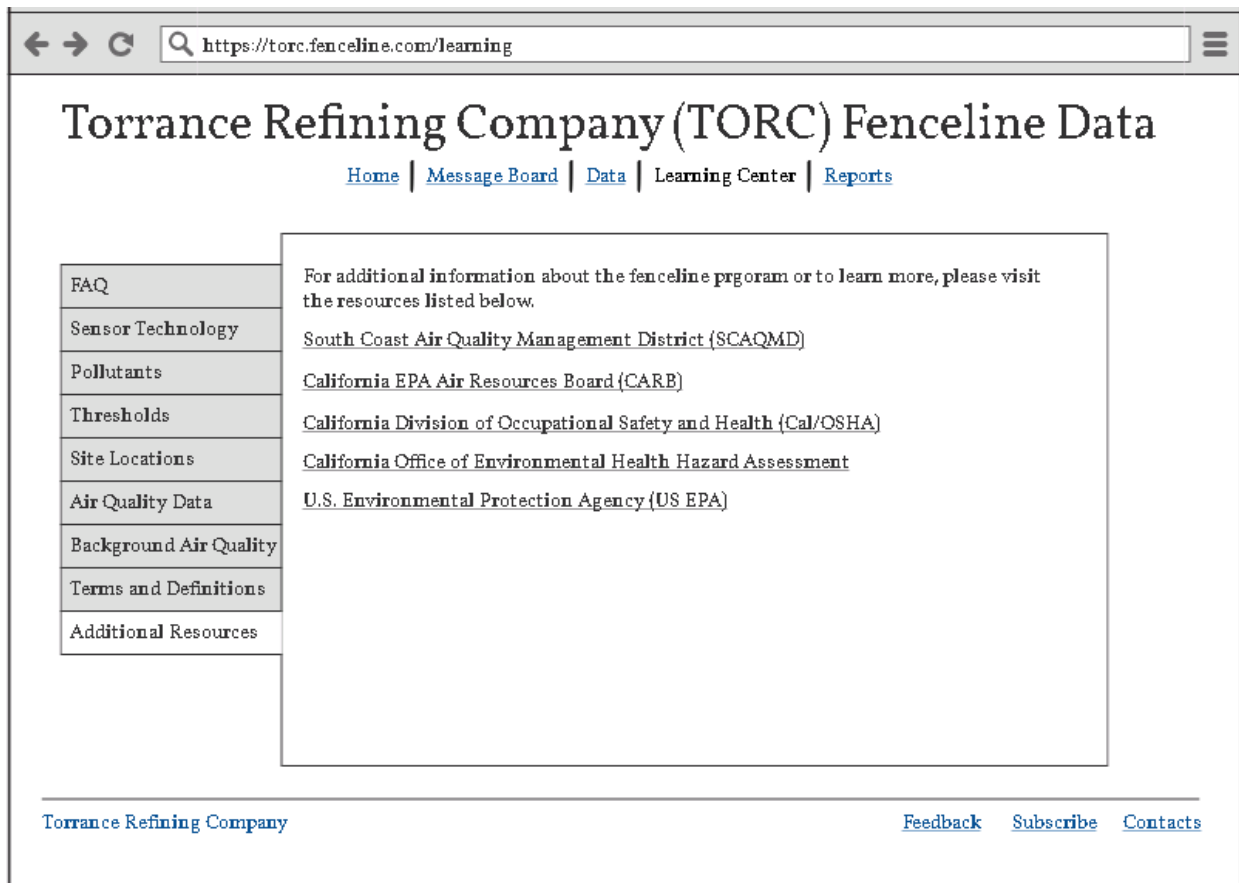 https://torc.fenceline.com/learning
Torrance Refining Company (TORC) Fenceline Data
Home | Message Board | Data | Learning Center | Reports
FAQ
Sensor Technology
Pollutants
Thresholds
Site Locations
Air Quality Data
Background Air Quality
Terms and Definitions
Additional Resources
For additional information about the fenceline prgoram or to learn more, please visit
the resources listed below.
South Coast Air Quality Management District (SCAQMD)
California EPA Air Resources Board (CARB)
California Division of Occupational Safety and Health (Cal/OSHA)
California Office of Environmental Health Hazard Assessment
U.S. Environmental Protection Agency (US EPA)
Torrance Refining Company
Feedback Subscribe Contacts